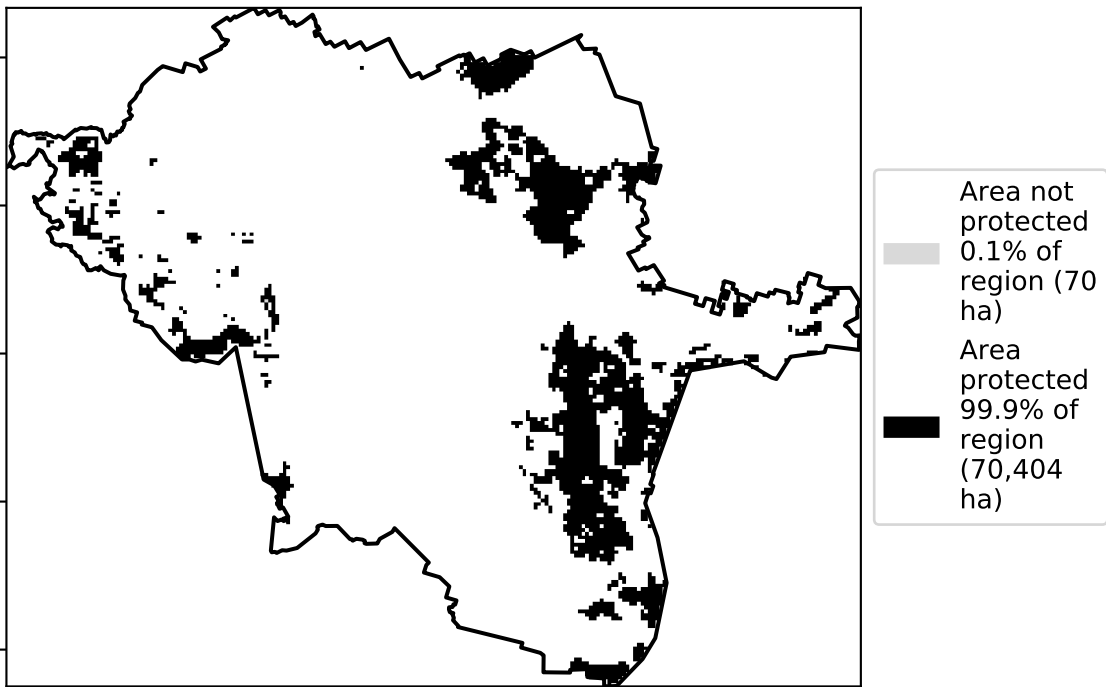 Area not
protected
0.1% of
region (70
ha)
Area
protected
99.9% of
region
(70,404
ha)